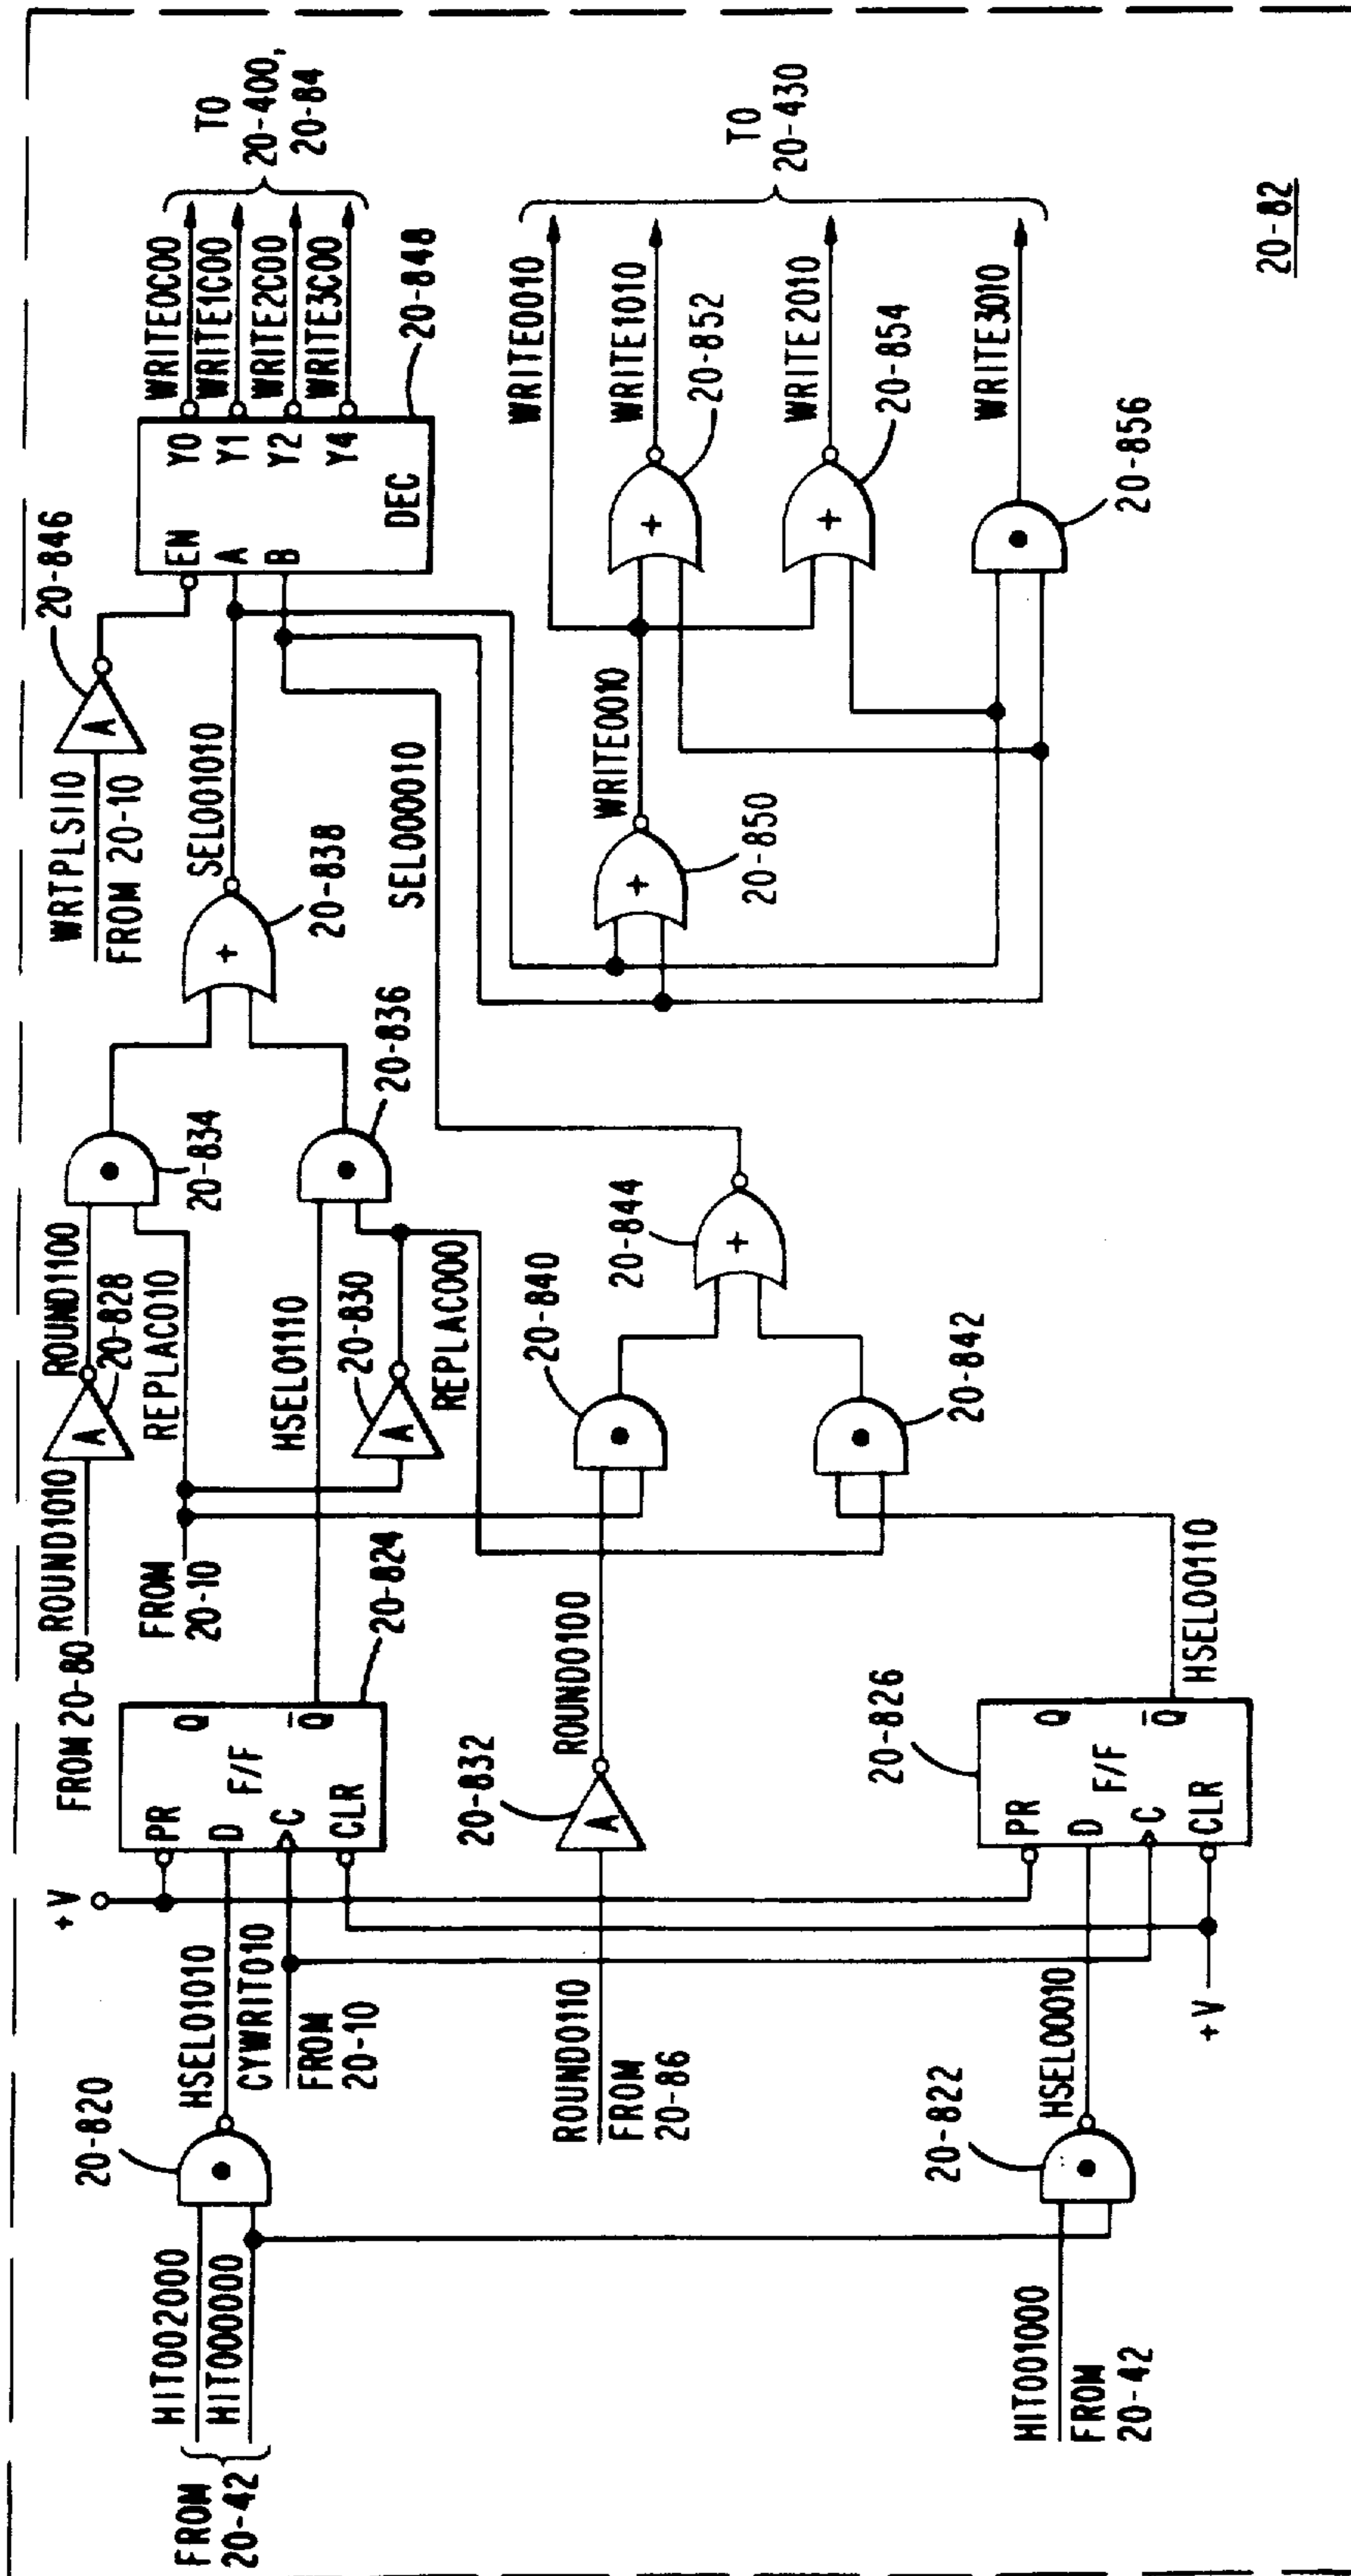 FROM
20-42
HIT002000
HIT000000
20-820
HSEL01010
CYWRIT010
FROM
20-10
+V
PR
D
C
CLR
F/F
Q
Q̄
20-824
FROM 20-80
ROUND1010
A
20-828
ROUND1100
FROM
20-10
REPLAC010
HSEL01110
A
20-830
REPLAC000
20-834
20-836
+
20-838
SEL001010
WRTPLS110
FROM 20-10
A
20-846
EN
A
B
Y0
Y1
Y2
Y4
DEC
20-848
WRITE0C00
WRITE1C00
WRITE2C00
WRITE3C00
TO
20-400,
20-84
ROUND0110
FROM
20-86
A
20-832
ROUND0100
20-840
20-842
+
20-844
SEL000010
+
20-850
WRITE0010
WRITE0010
+
WRITE1010
20-852
+
WRITE2010
20-854
WRITE3010
20-856
TO
20-430
HIT001000
FROM
20-42
20-822
HSEL00010
+V
PR
D
C
CLR
F/F
Q
Q̄
20-826
HSEL00110
20-82